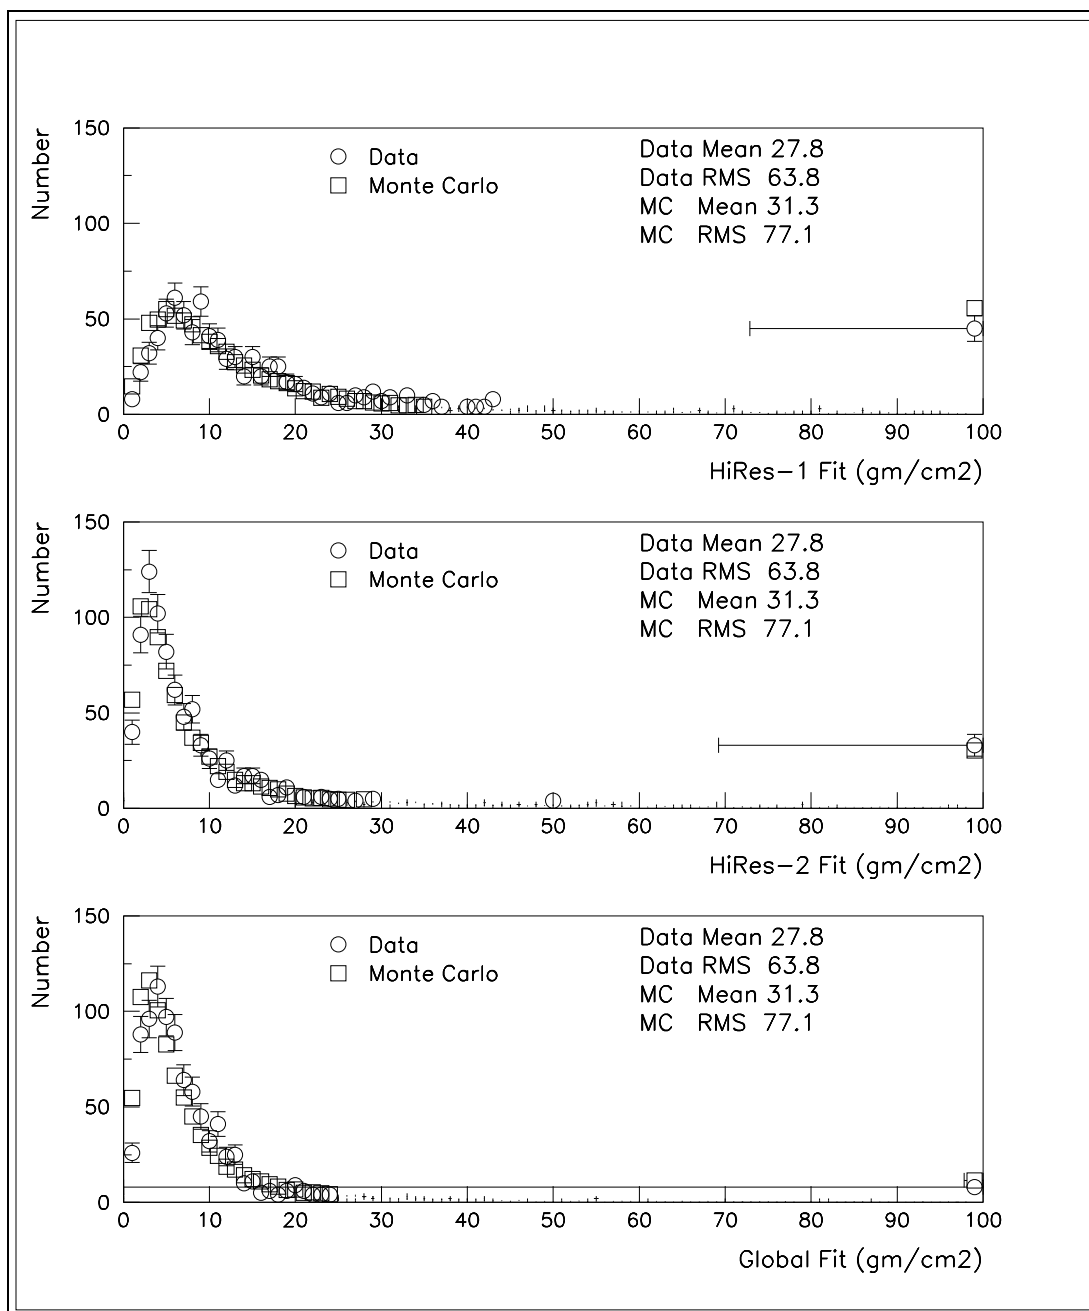 Number
150
100
50
0
Data
Monte Carlo
Data Mean 27.8
Data RMS 63.8
MC Mean 31.3
MC RMS 77.1
0 10 20 30 40 50 60 70 80 90 100
HiRes-1 Fit (gm/cm2)
Number
150
100
50
0
Data
Monte Carlo
Data Mean 27.8
Data RMS 63.8
MC Mean 31.3
MC RMS 77.1
0 10 20 30 40 50 60 70 80 90 100
HiRes-2 Fit (gm/cm2)
Number
150
100
50
0
Data
Monte Carlo
Data Mean 27.8
Data RMS 63.8
MC Mean 31.3
MC RMS 77.1
0 10 20 30 40 50 60 70 80 90 100
Global Fit (gm/cm2)